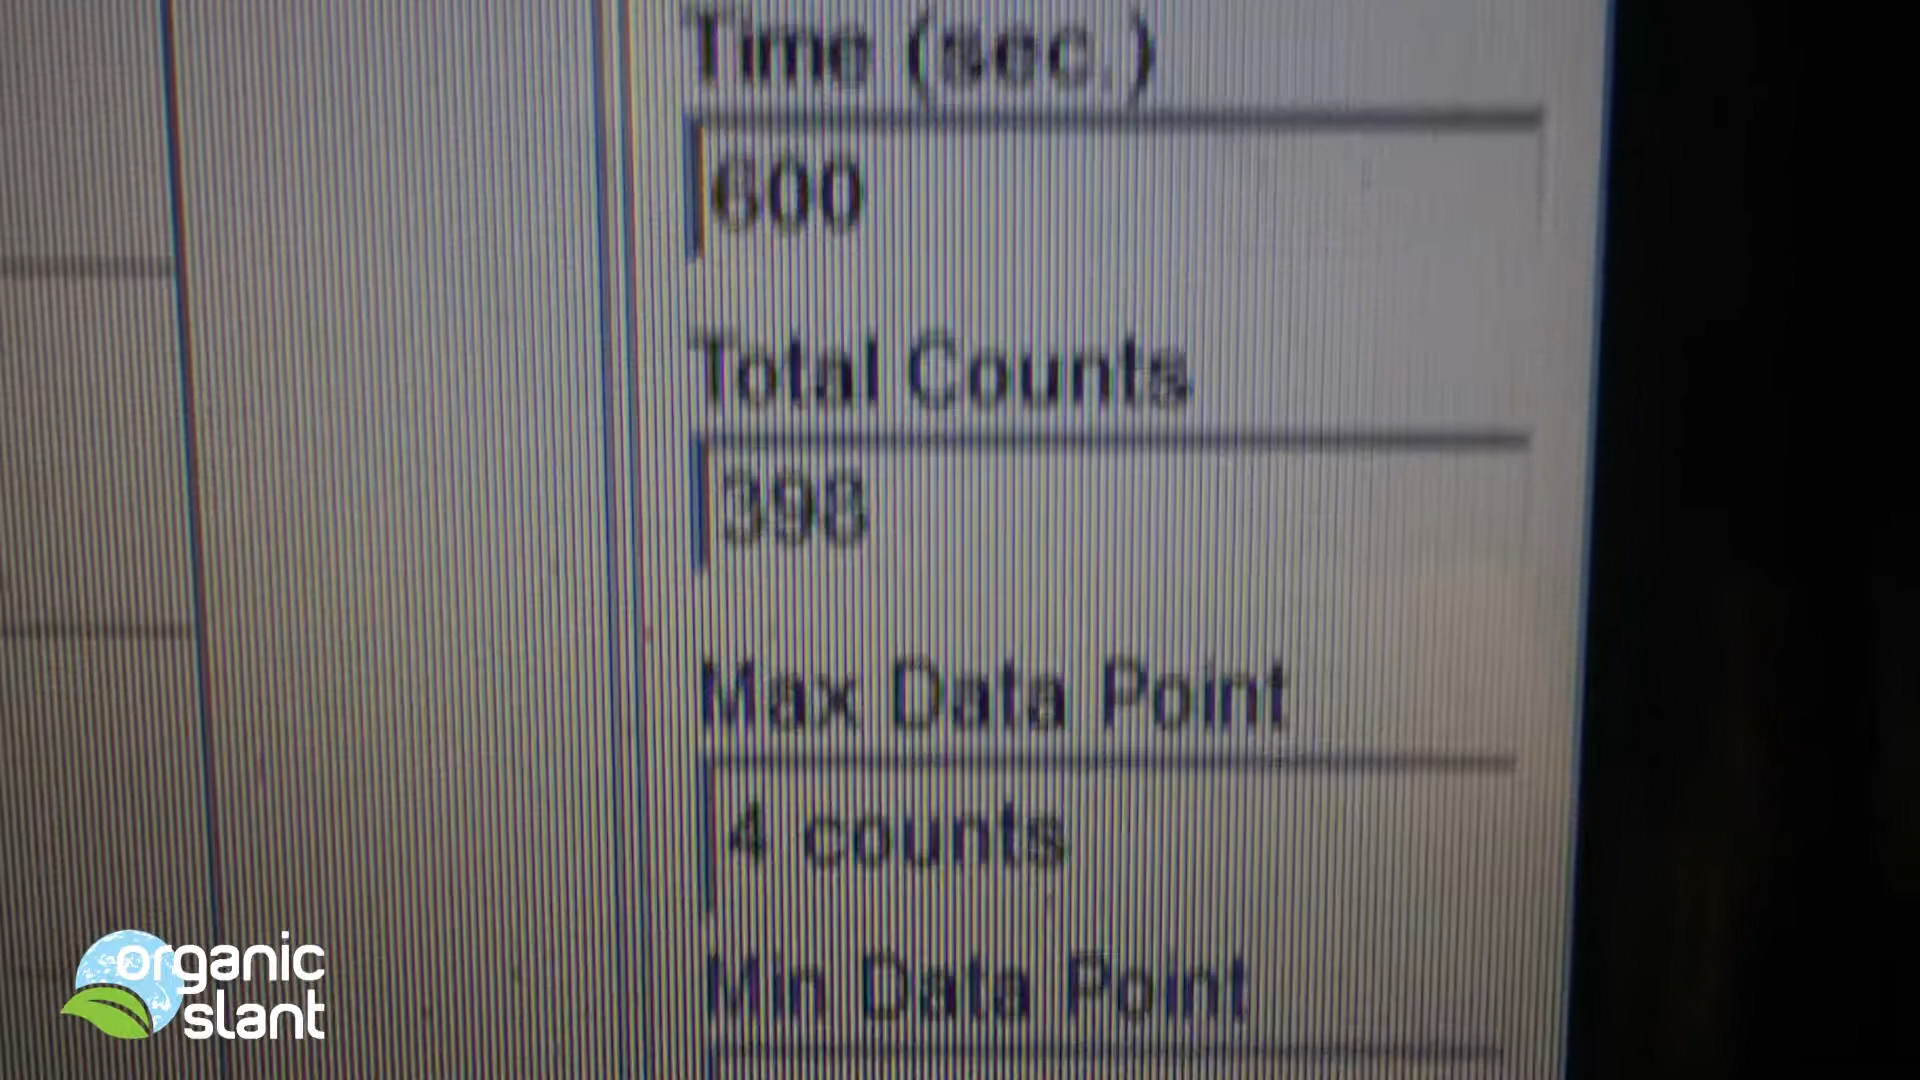 Time (sec.)
600
Total Counts
398
Max Data Point
4 counts
Min Data Point
organic
slant